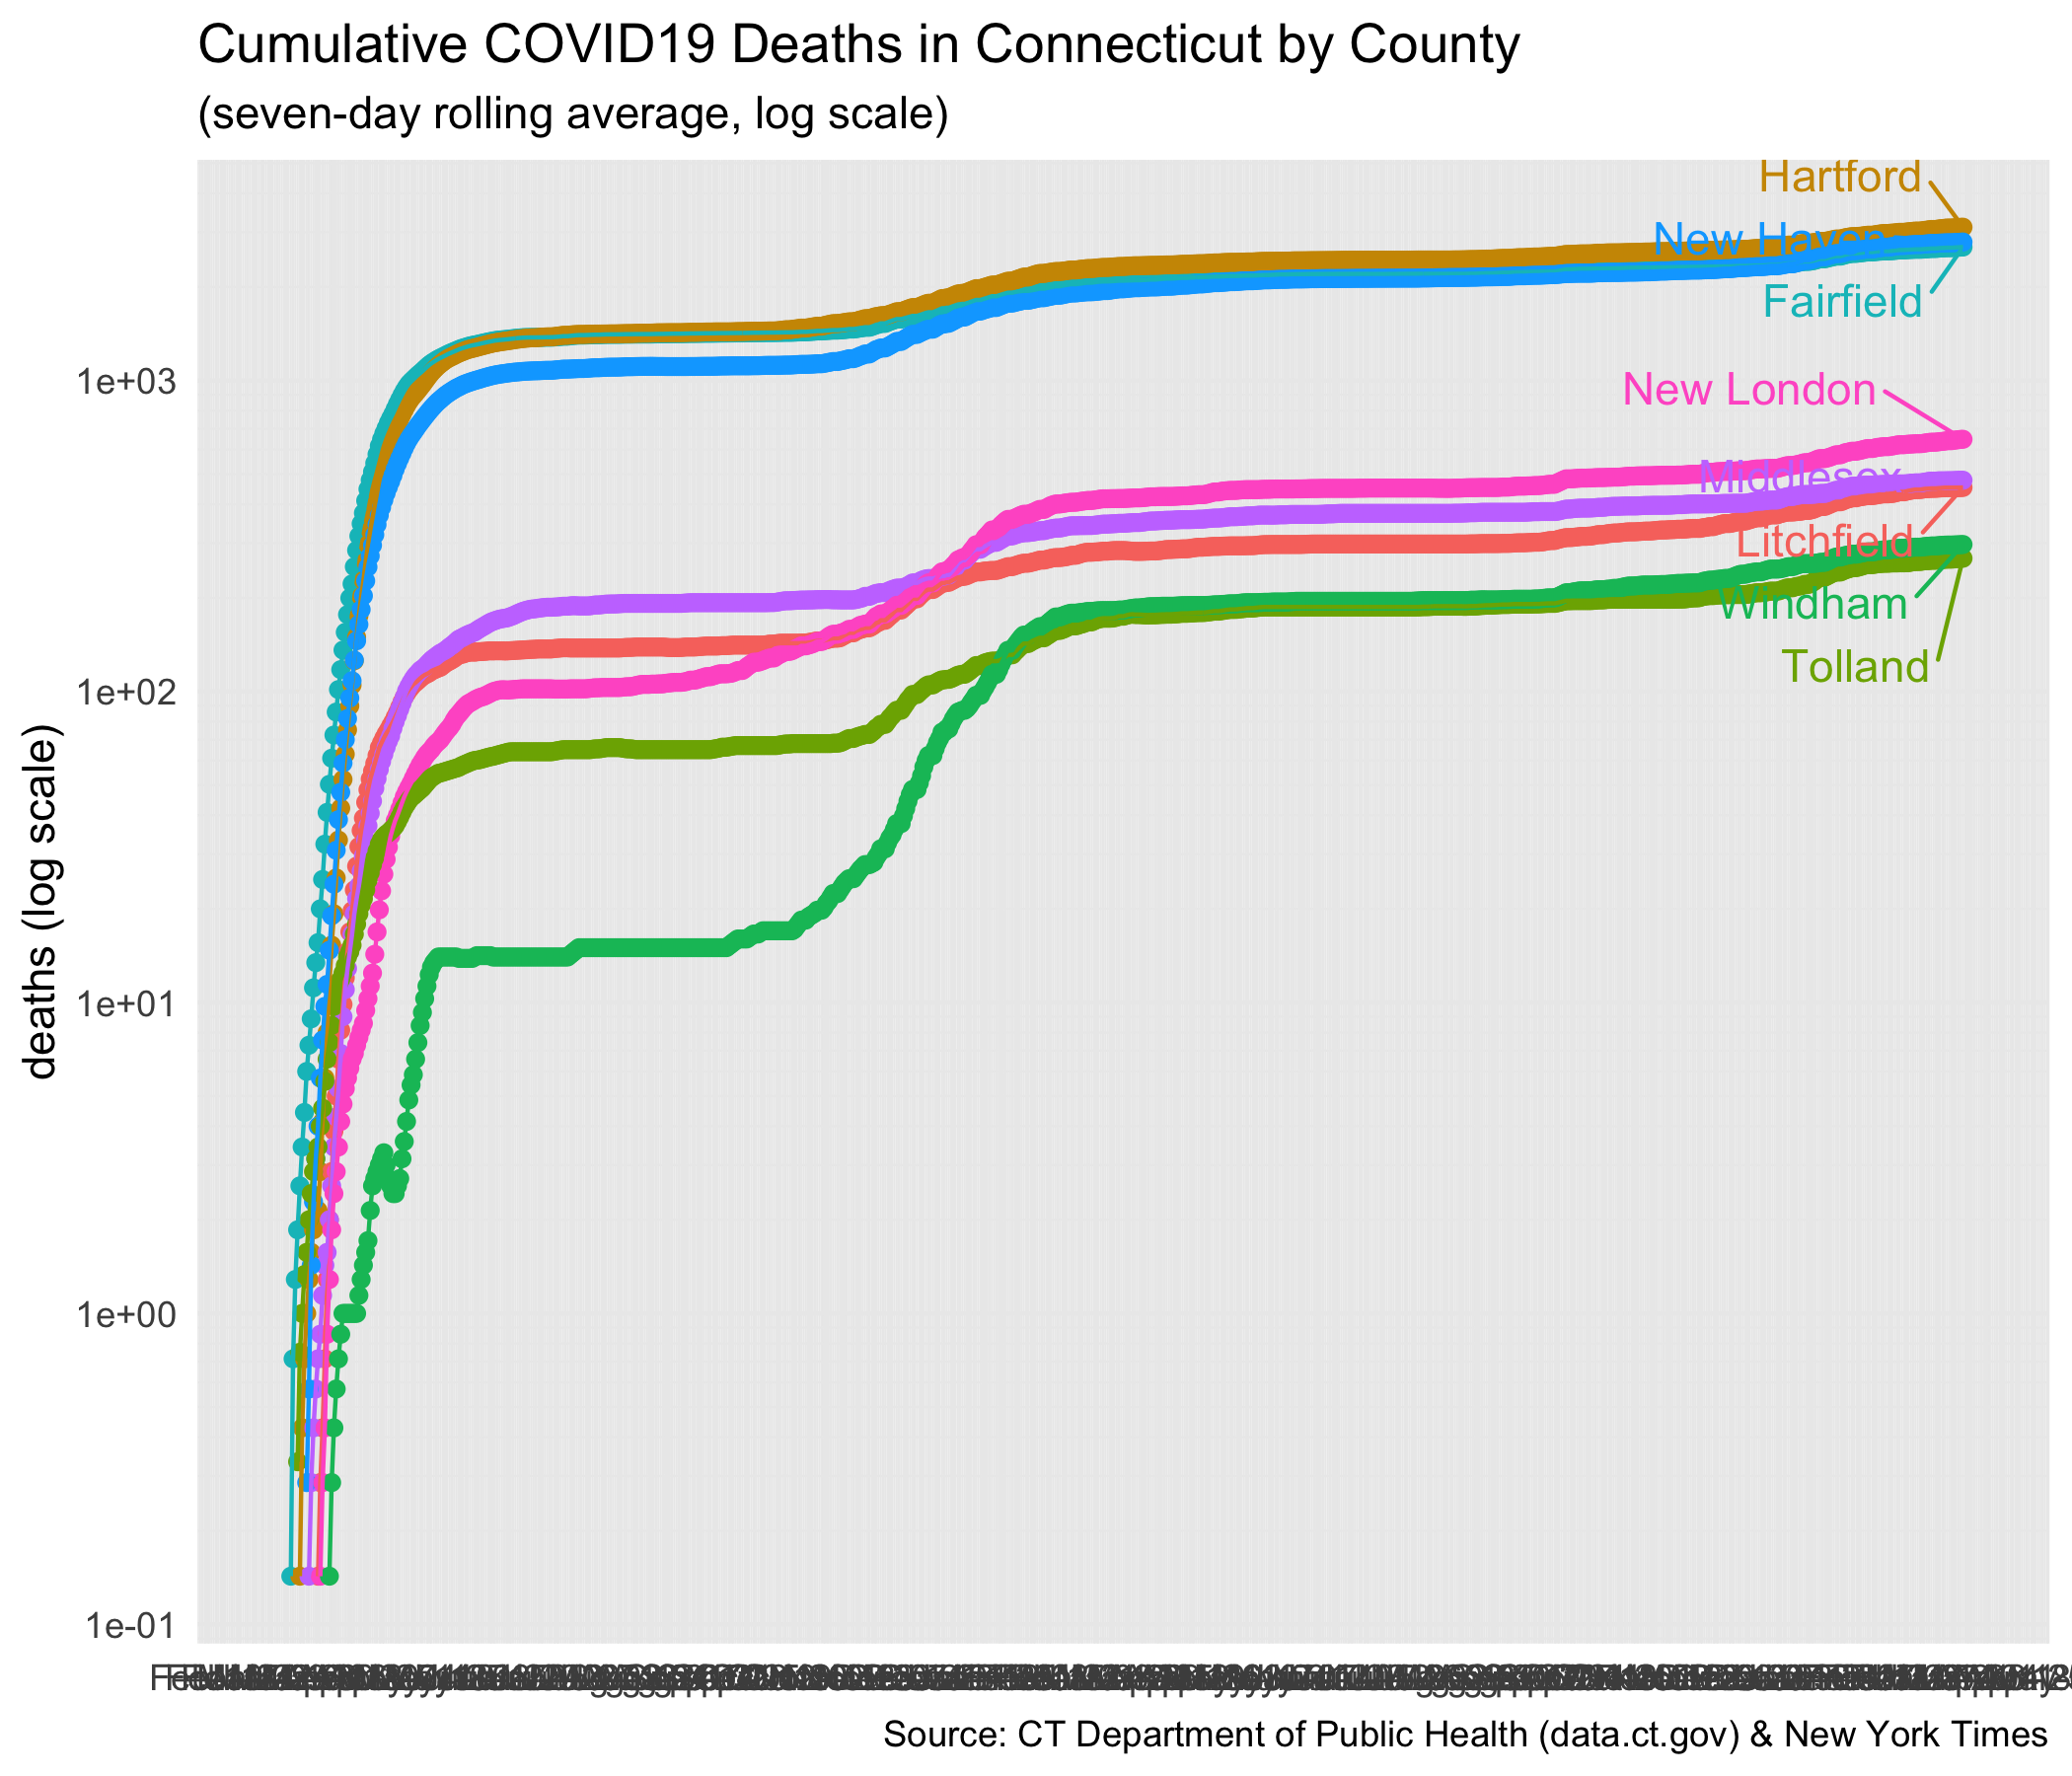 Cumulative COVID19 Deaths in Connecticut by County
(seven-day rolling average, log scale)
Hartford
New Haven
Fairfield
1e+03
New London
Middlesex
Litchfield
Windham
Tolland
1e+02
deaths (log scale)
1e+01
1e+00
1e-01
Source: CT Department of Public Health (data.ct.gov) & New York Times